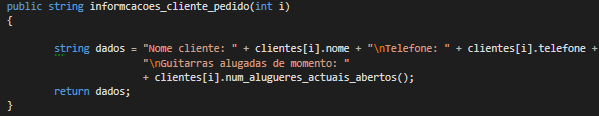 public string informcacoes_cliente_pedido(int i)
{
string dados = "Nome cliente: " + clientes[i].nome + "\nTelefone: " + clientes[i].telefone +
"\nGuitarras alugadas de momento: "
+ clientes[i].num_alugueres_actuais_abertos();
return dados;
}